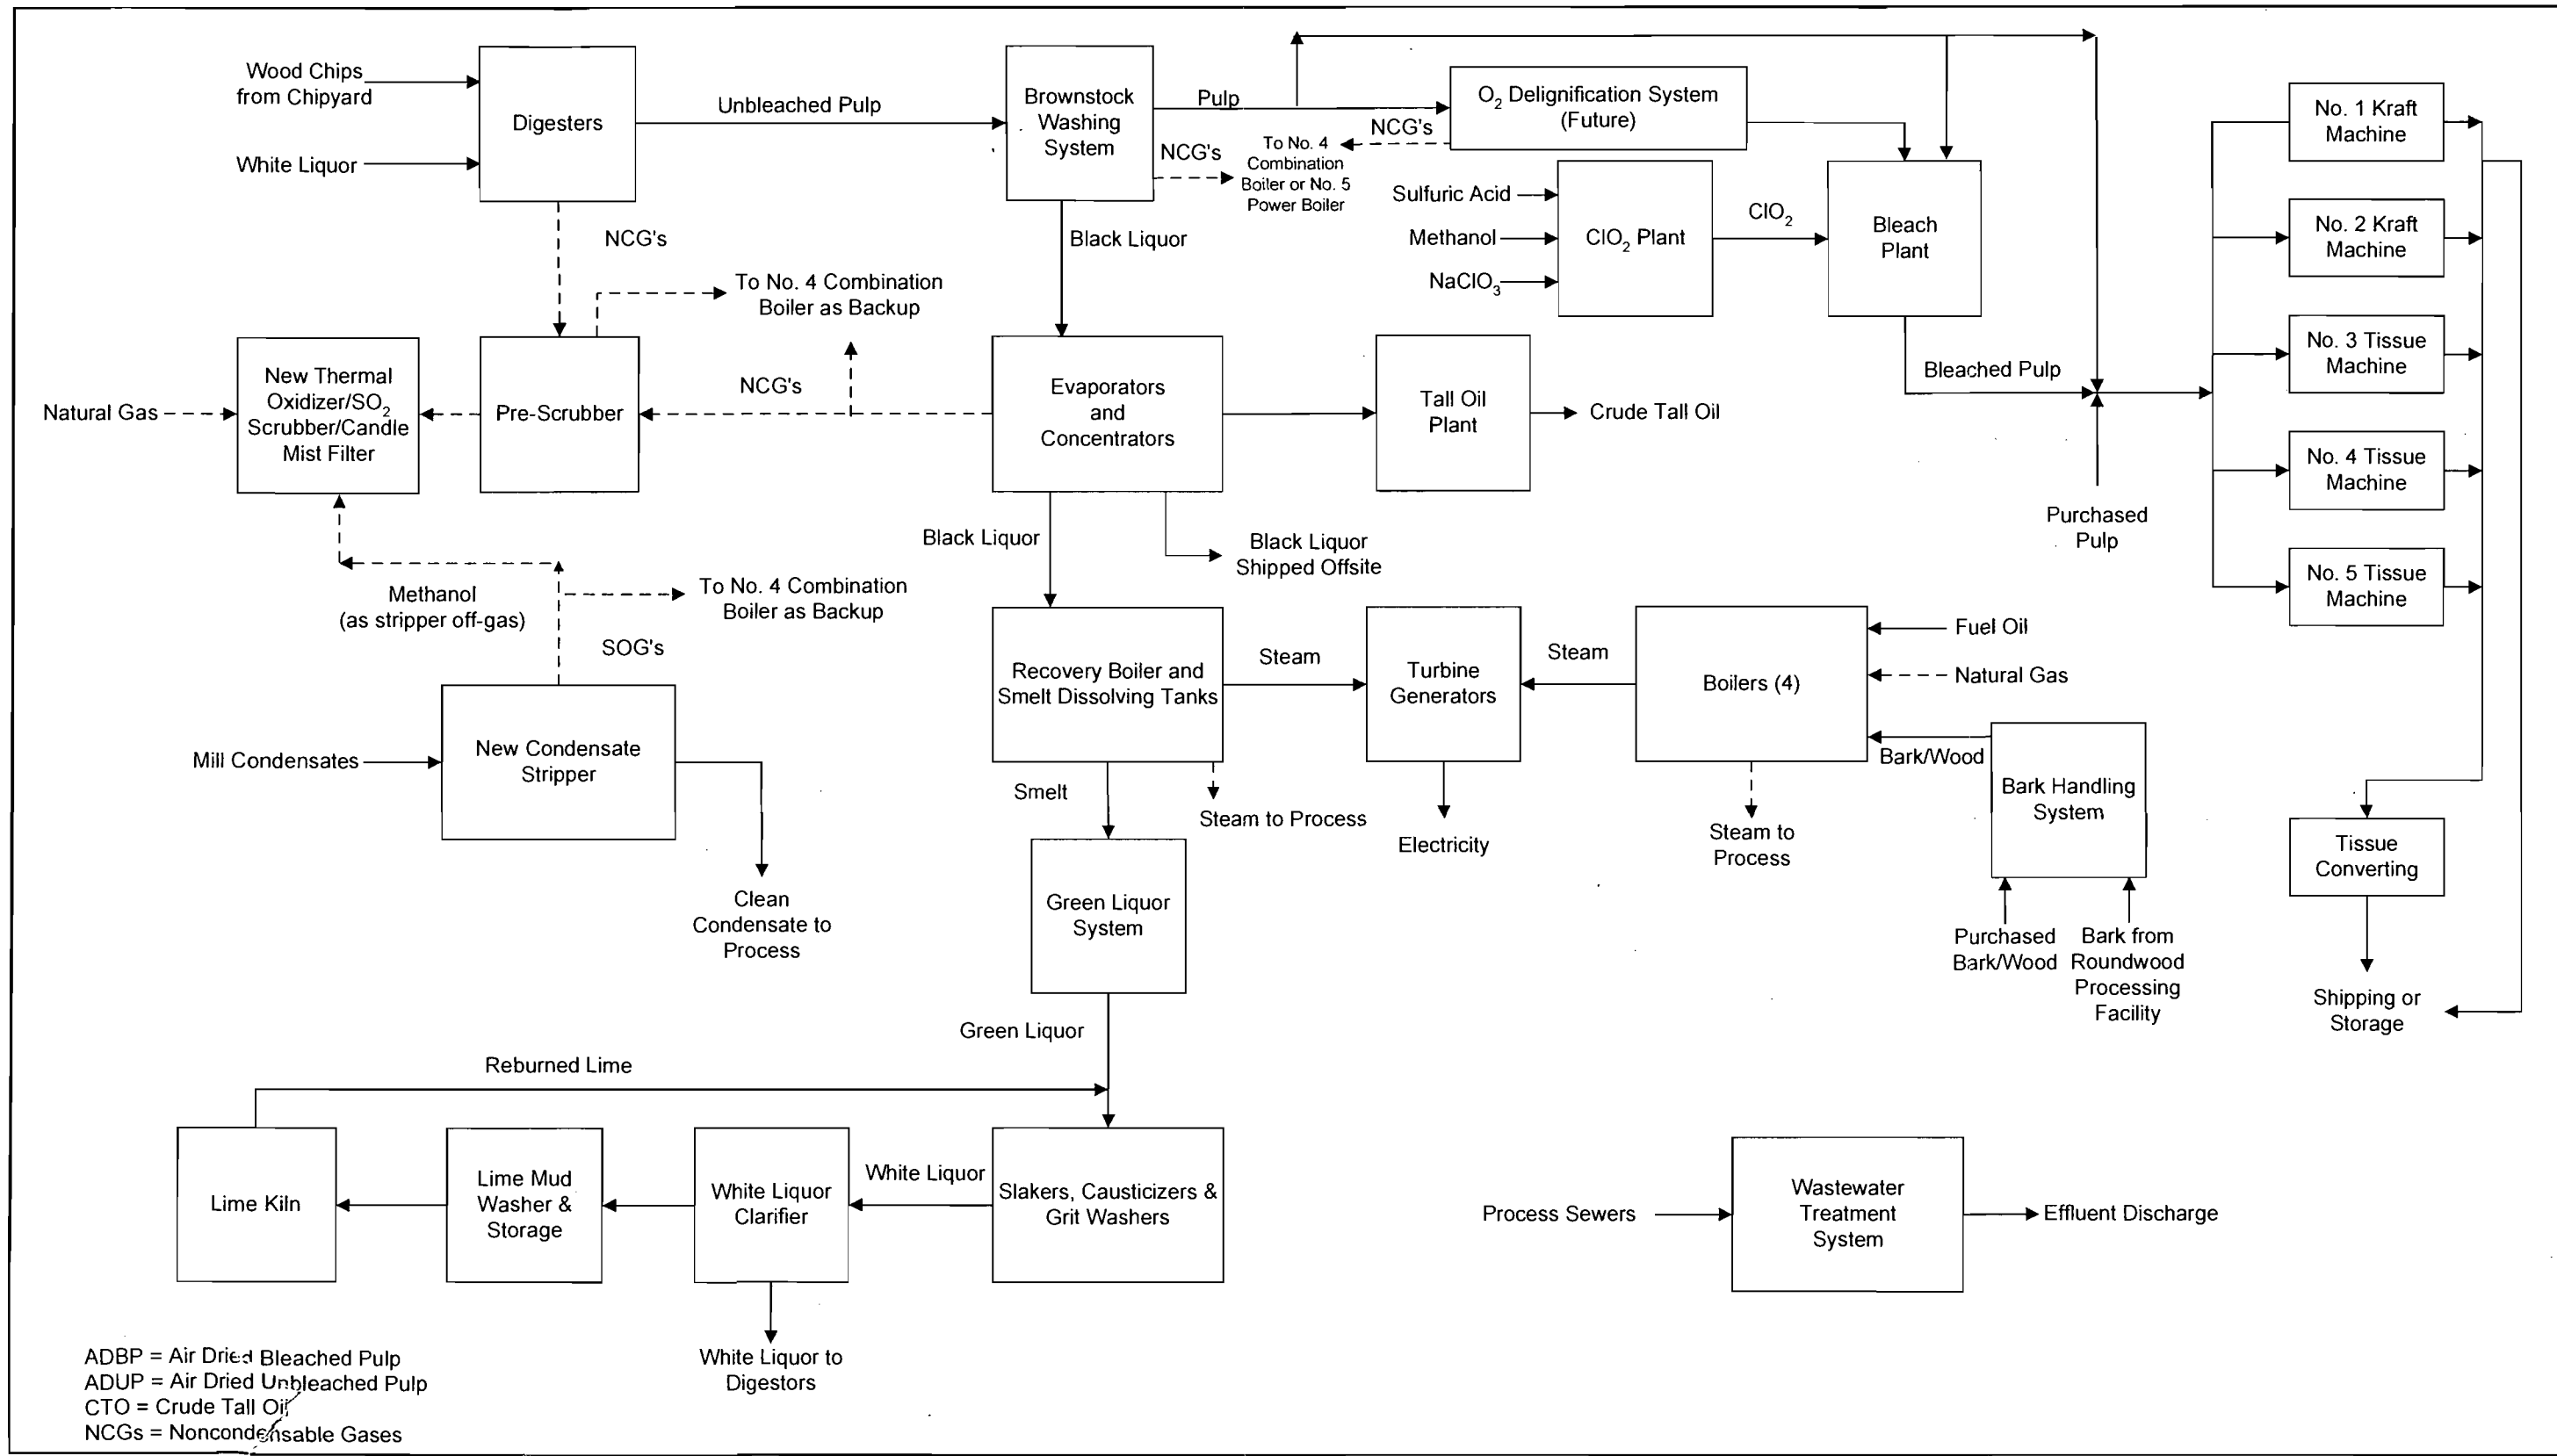 Wood Chips
from Chipyard
White Liquor
Digesters
Unbleached Pulp
Brownstock
Washing
System
Pulp
NCG's
To No. 4
Combination
Boiler or No. 5
Power Boiler
NCG's
O2 Delignification System
(Future)
Sulfuric Acid
Methanol
NaClO3
ClO2 Plant
ClO2
Bleach
Plant
No. 1 Kraft
Machine
No. 2 Kraft
Machine
No. 3 Tissue
Machine
No. 4 Tissue
Machine
No. 5 Tissue
Machine
NCG's
Black Liquor
To No. 4 Combination
Boiler as Backup
Natural Gas
New Thermal
Oxidizer/SO2
Scrubber/Candle
Mist Filter
Pre-Scrubber
NCG's
Evaporators
and
Concentrators
Tall Oil
Plant
Crude Tall Oil
Bleached Pulp
Purchased
Pulp
Black Liquor
Black Liquor
Shipped Offsite
Methanol
(as stripper off-gas)
To No. 4 Combination
Boiler as Backup
SOG's
Mill Condensates
New Condensate
Stripper
Clean
Condensate to
Process
Recovery Boiler and
Smelt Dissolving Tanks
Steam
Turbine
Generators
Steam
Boilers (4)
Fuel Oil
Natural Gas
Bark/Wood
Bark Handling
System
Smelt
Steam to Process
Electricity
Steam to
Process
Purchased
Bark/Wood
Bark from
Roundwood
Processing
Facility
Tissue
Converting
Shipping or
Storage
Green Liquor
System
Green Liquor
Reburned Lime
Lime Kiln
Lime Mud
Washer &
Storage
White Liquor
Clarifier
White Liquor
Slakers, Causticizers &
Grit Washers
White Liquor to
Digestors
Process Sewers
Wastewater
Treatment
System
Effluent Discharge
ADBP = Air Dried Bleached Pulp
ADUP = Air Dried Unbleached Pulp
CTO = Crude Tall Oil
NCGs = Noncondensable Gases